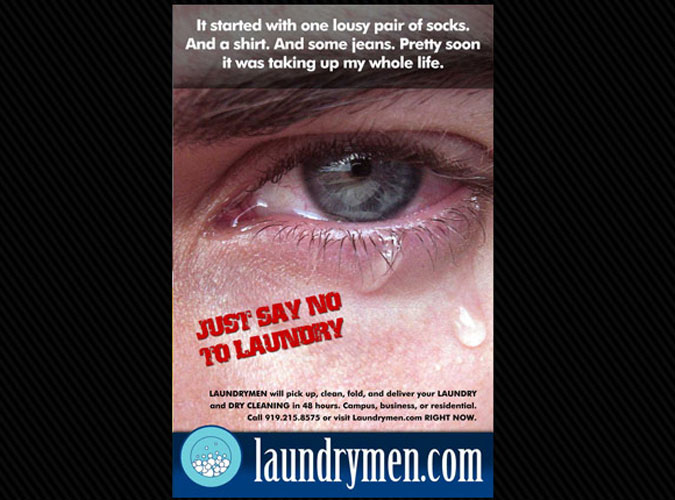 It started with one lousy pair of socks.
And a shirt. And some jeans. Pretty soon
it was taking up my whole life.
JUST SAY NO
TO LAUNDRY
LAUNDRYMEN will pick up, clean, fold, and deliver your LAUNDRY
and DRY CLEANING in 48 hours. Campus, business, or residential.
Call 919.215.8575 or visit Laundrymen.com RIGHT NOW.
laundrymen.com